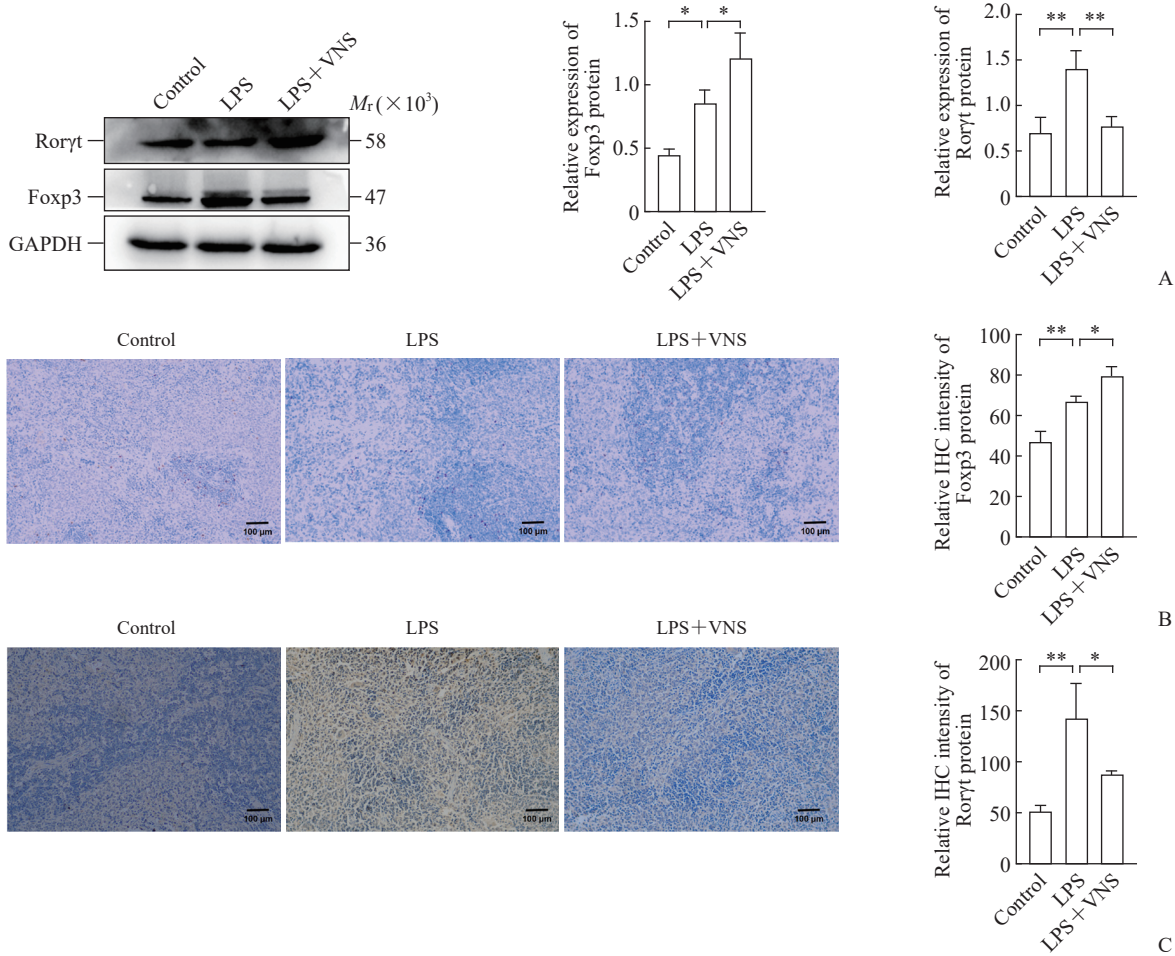 Control
LPS
LPS+VNS
Mr(×10³)
Rorγt
58
Foxp3
47
GAPDH
36
Relative expression of
Foxp3 protein
1.5
1.0
0.5
0
* *
Control
LPS
LPS+VNS
Relative expression of
Rorγt protein
2.0
1.5
1.0
0.5
0
** **
Control
LPS
LPS+VNS
A
Control
LPS
LPS+VNS
100 μm
100 μm
100 μm
Relative IHC intensity of
Foxp3 protein
100
80
60
40
20
0
** *
Control
LPS
LPS+VNS
B
Control
LPS
LPS+VNS
100 μm
100 μm
100 μm
Relative IHC intensity of
Rorγt protein
200
150
100
50
0
** *
Control
LPS
LPS+VNS
C